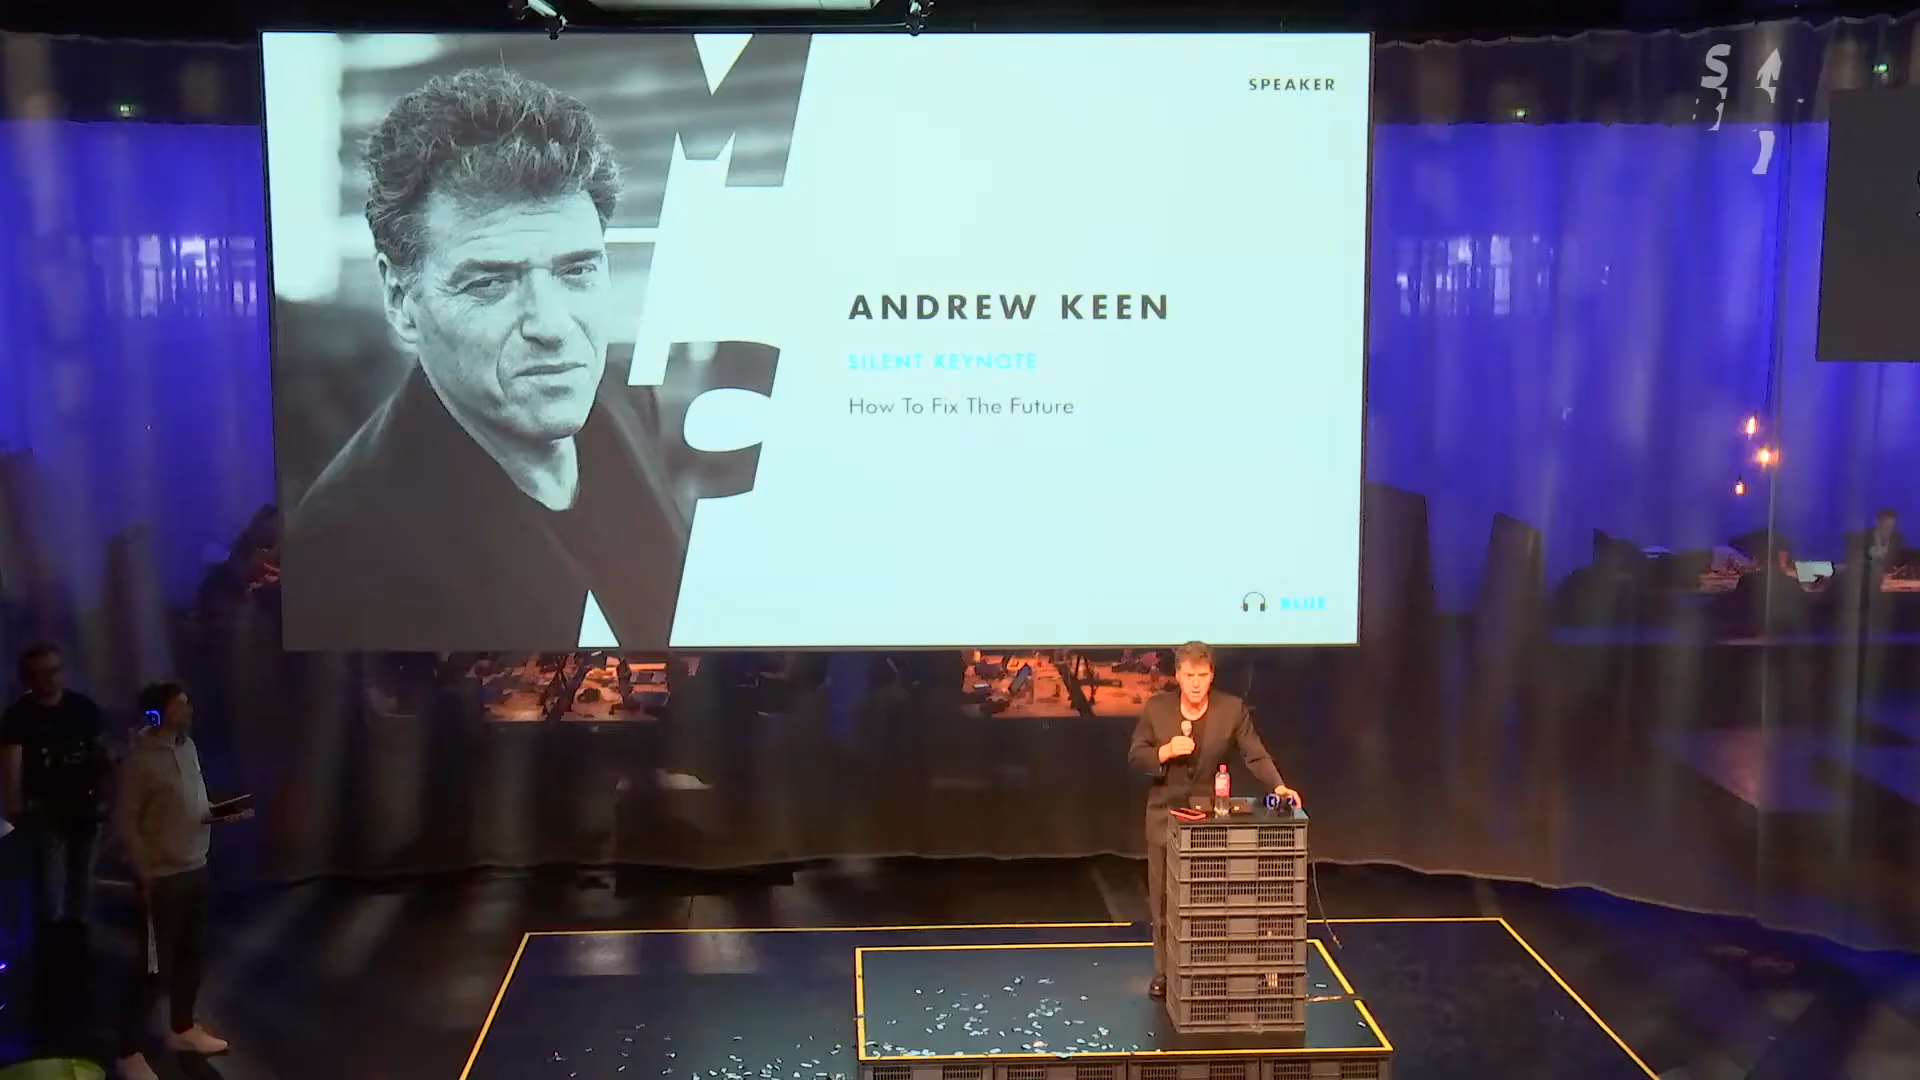 SPEAKER
ANDREW KEEN
SILENT KEYNOTE
How To Fix The Future
BLUE